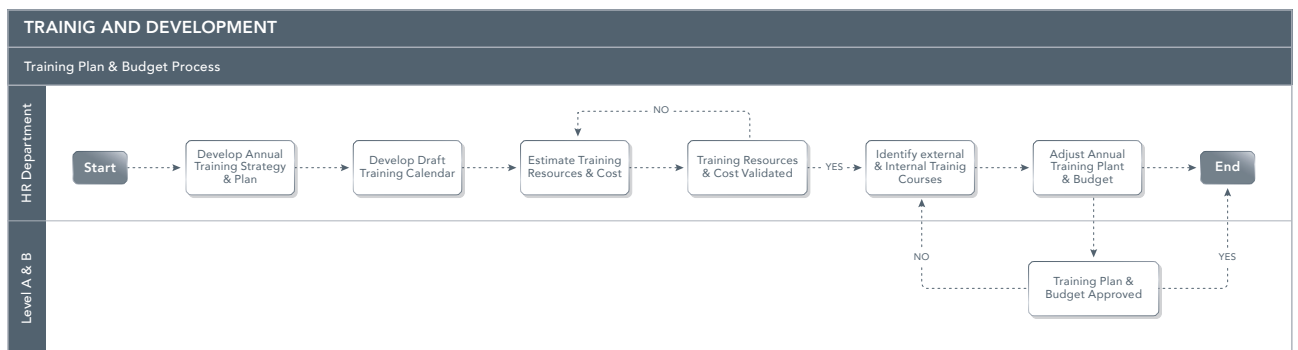 TRAINIG AND DEVELOPMENT
Training Plan & Budget Process
HR Department
Start
Develop Annual
Training Strategy
& Plan
Develop Draft
Training Calendar
Estimate Training
Resources & Cost
NO
Training Resources
& Cost Validated
YES
Identify external
& Internal Trainig
Courses
Adjust Annual
Training Plant
& Budget
End
Level A & B
NO
Training Plan &
Budget Approved
YES